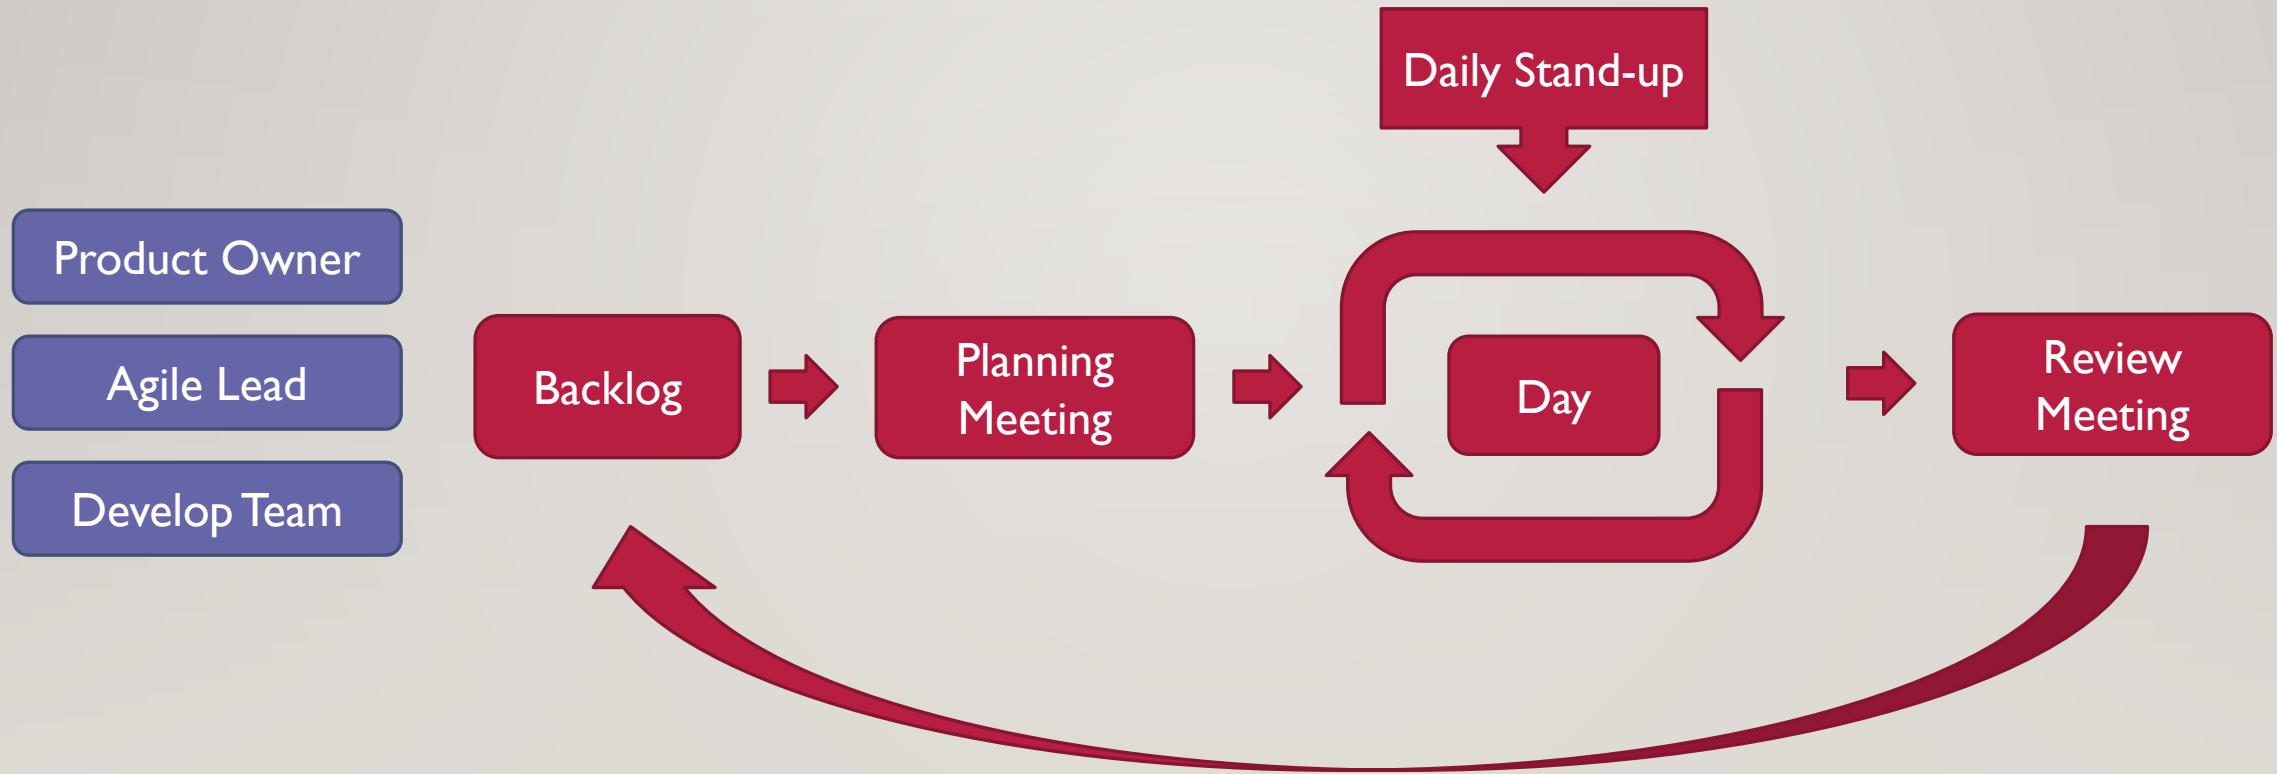 Daily Stand-up
Product Owner
Agile Lead
Develop Team
Backlog
Planning
Meeting
Day
Review
Meeting